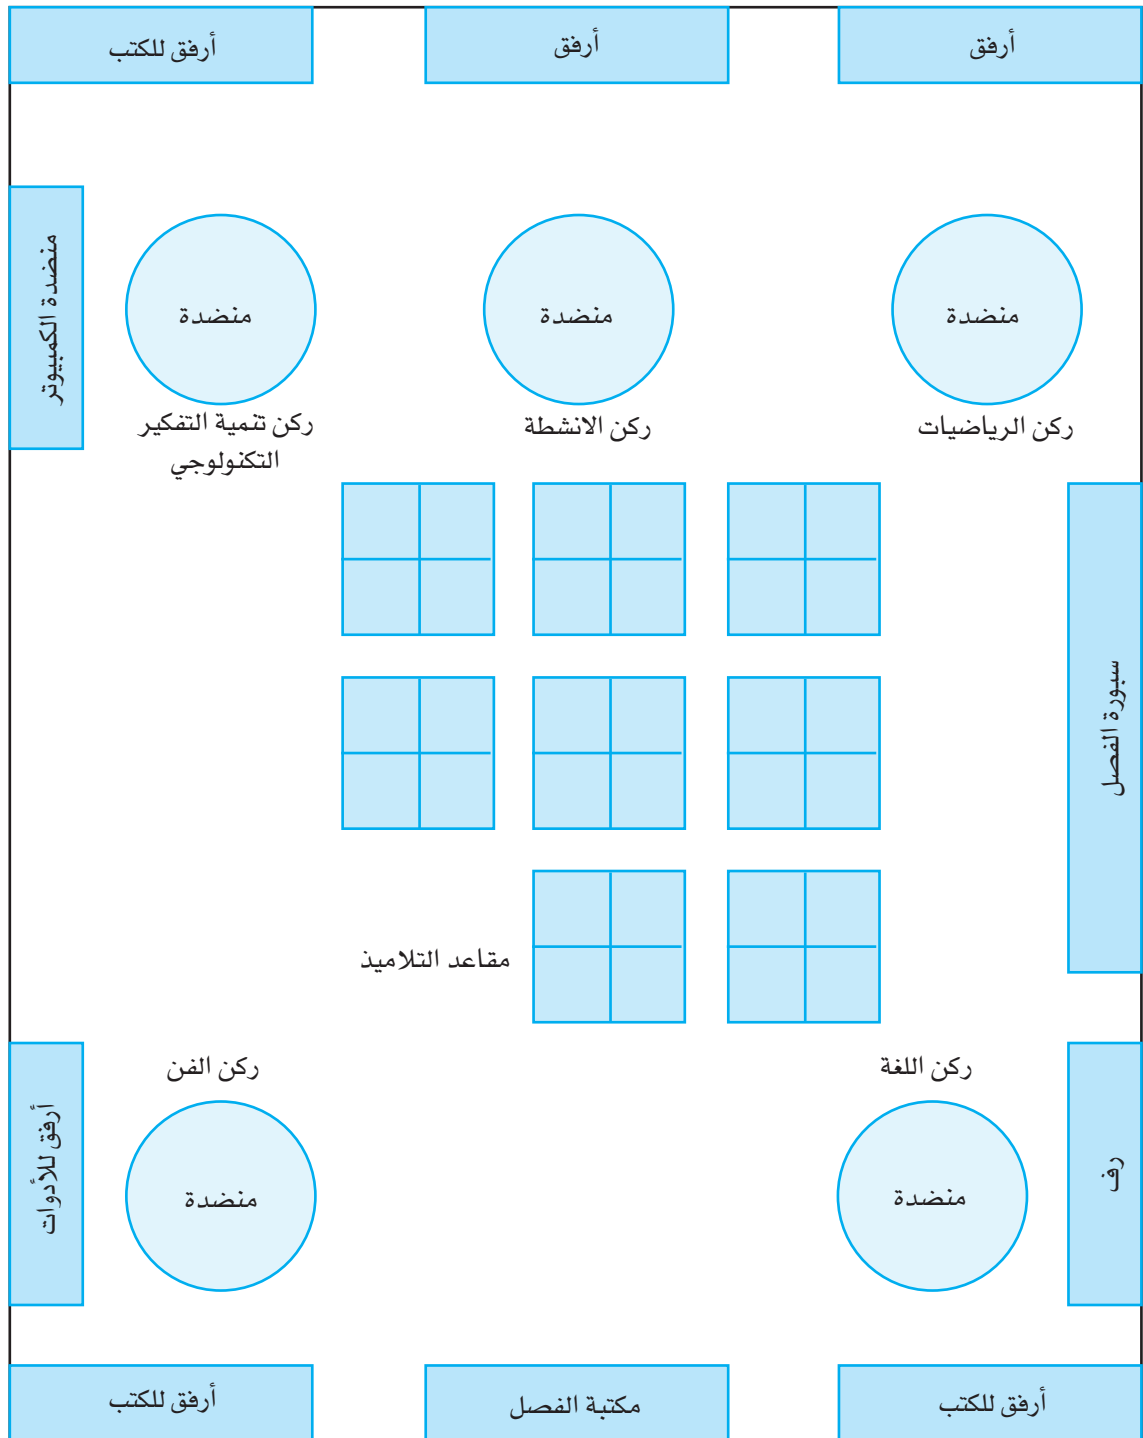 أرفق
أرفق
أرفق للكتب
منضدة الكمبيوتر
منضدة
منضدة
منضدة
ركن الرياضيات
ركن الانشطة
ركن تنمية التفكير
التكنولوجي
سبورة الفصل
مقاعد التلاميذ
ركن اللغة
ركن الفن
رف
منضدة
منضدة
أرفق للأدوات
أرفق للكتب
مكتبة الفصل
أرفق للكتب